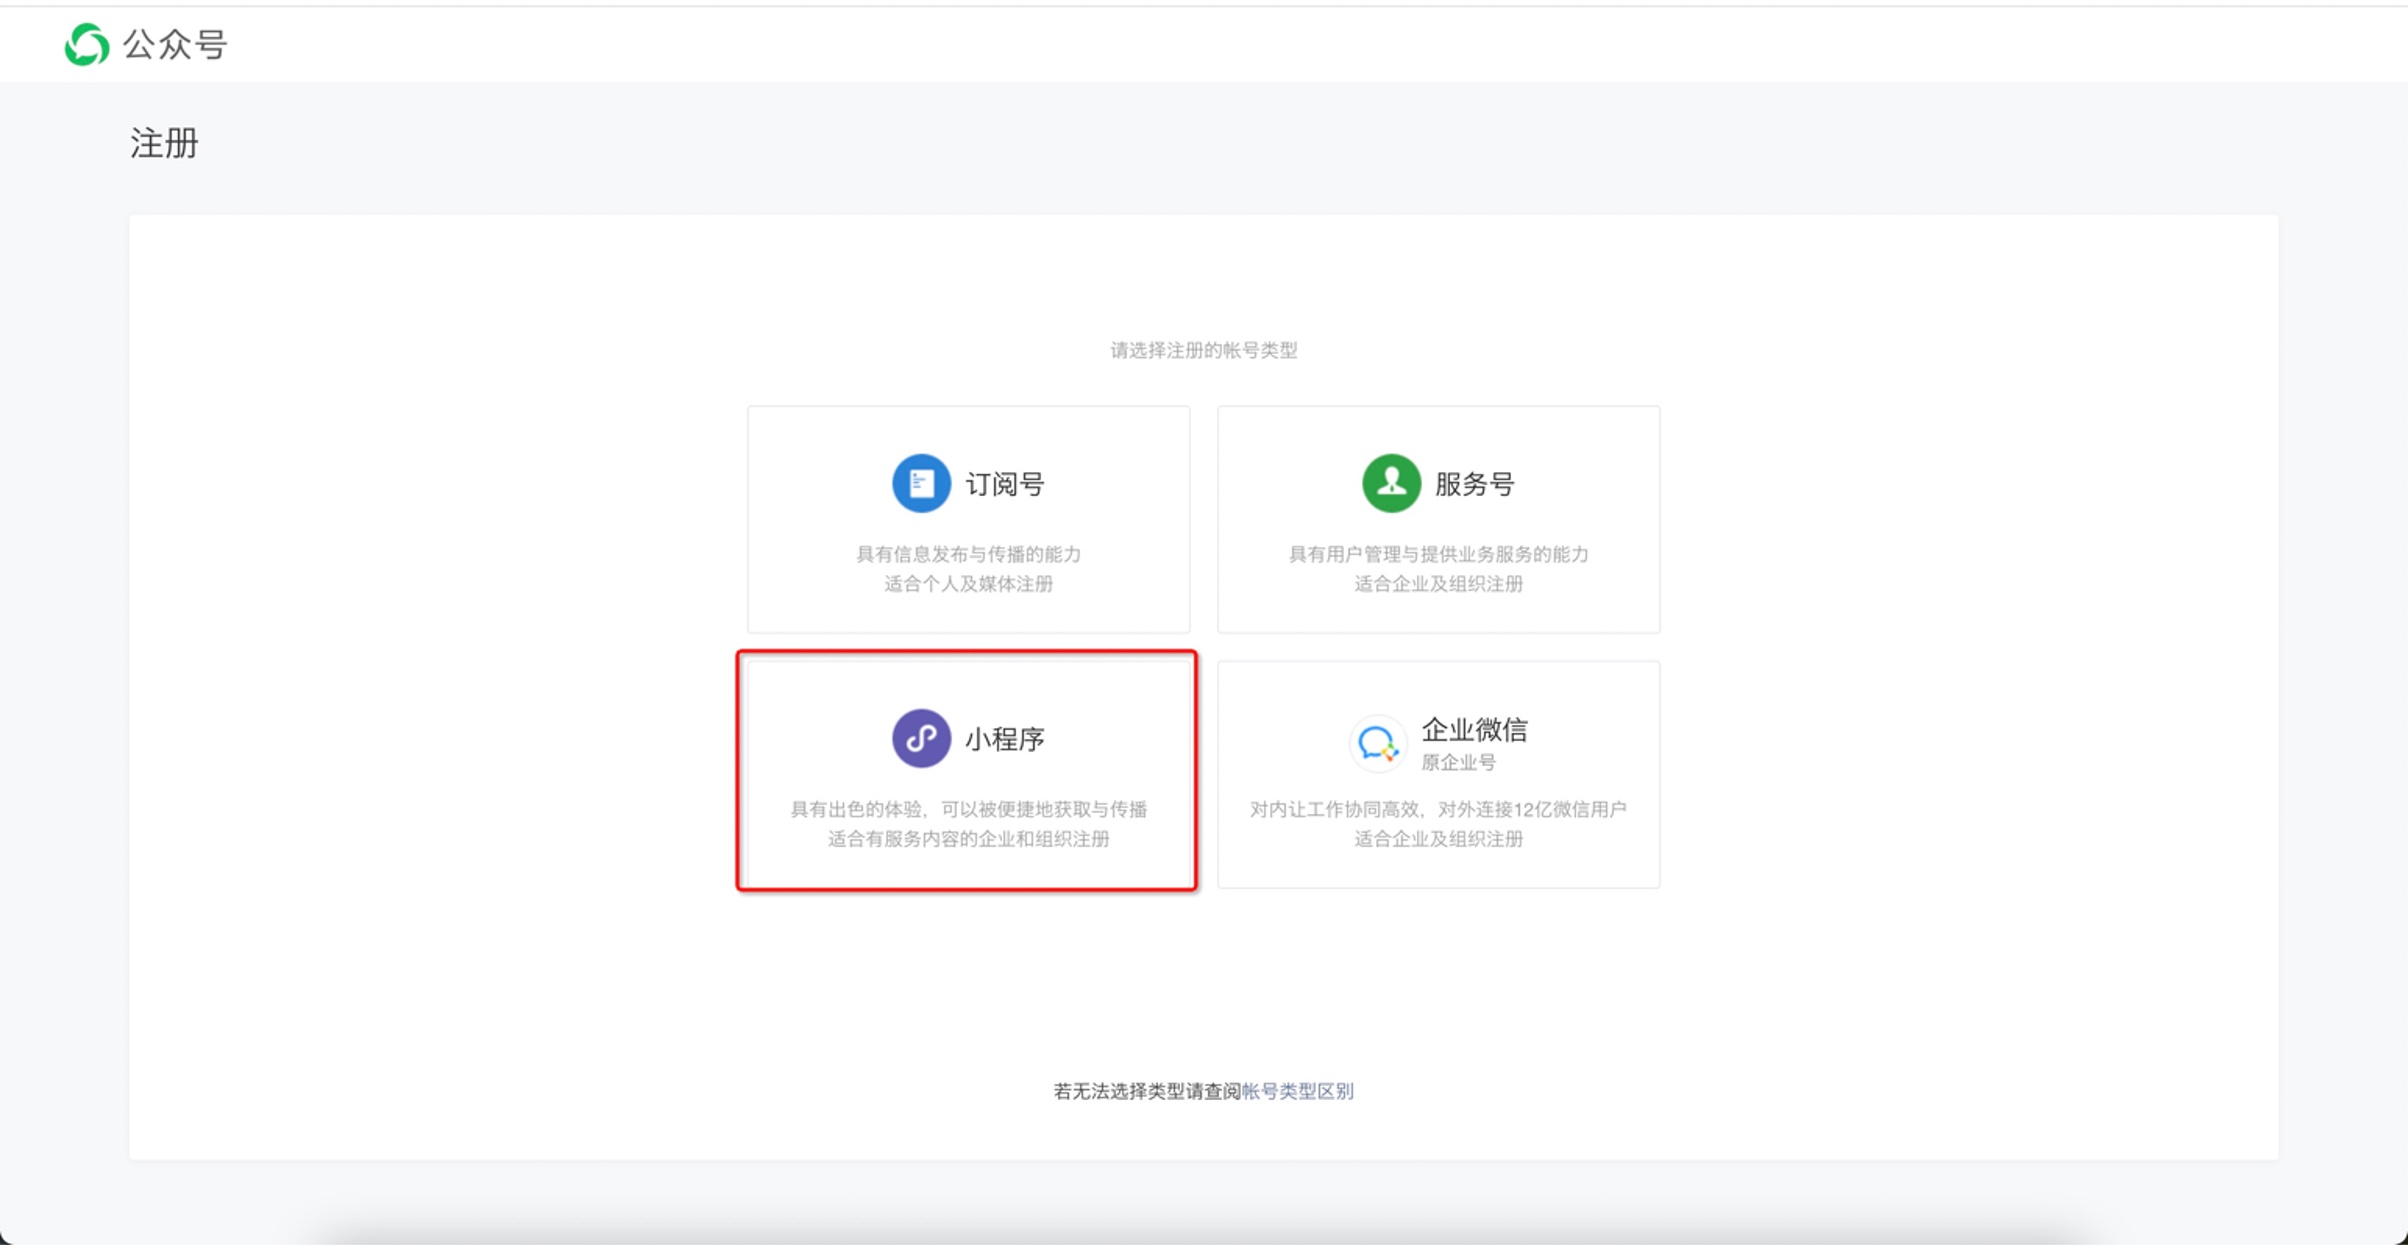 公众号
注册
请选择注册的帐号类型
订阅号
具有信息发布与传播的能力
适合个人及媒体注册
服务号
具有用户管理与提供业务服务的能力
适合企业及组织注册
小程序
具有出色的体验，可以被便捷地获取与传播
适合有服务内容的企业和组织注册
企业微信
原企业号
对内让工作协同高效，对外连接12亿微信用户
适合企业及组织注册
若无法选择类型请查阅帐号类型区别